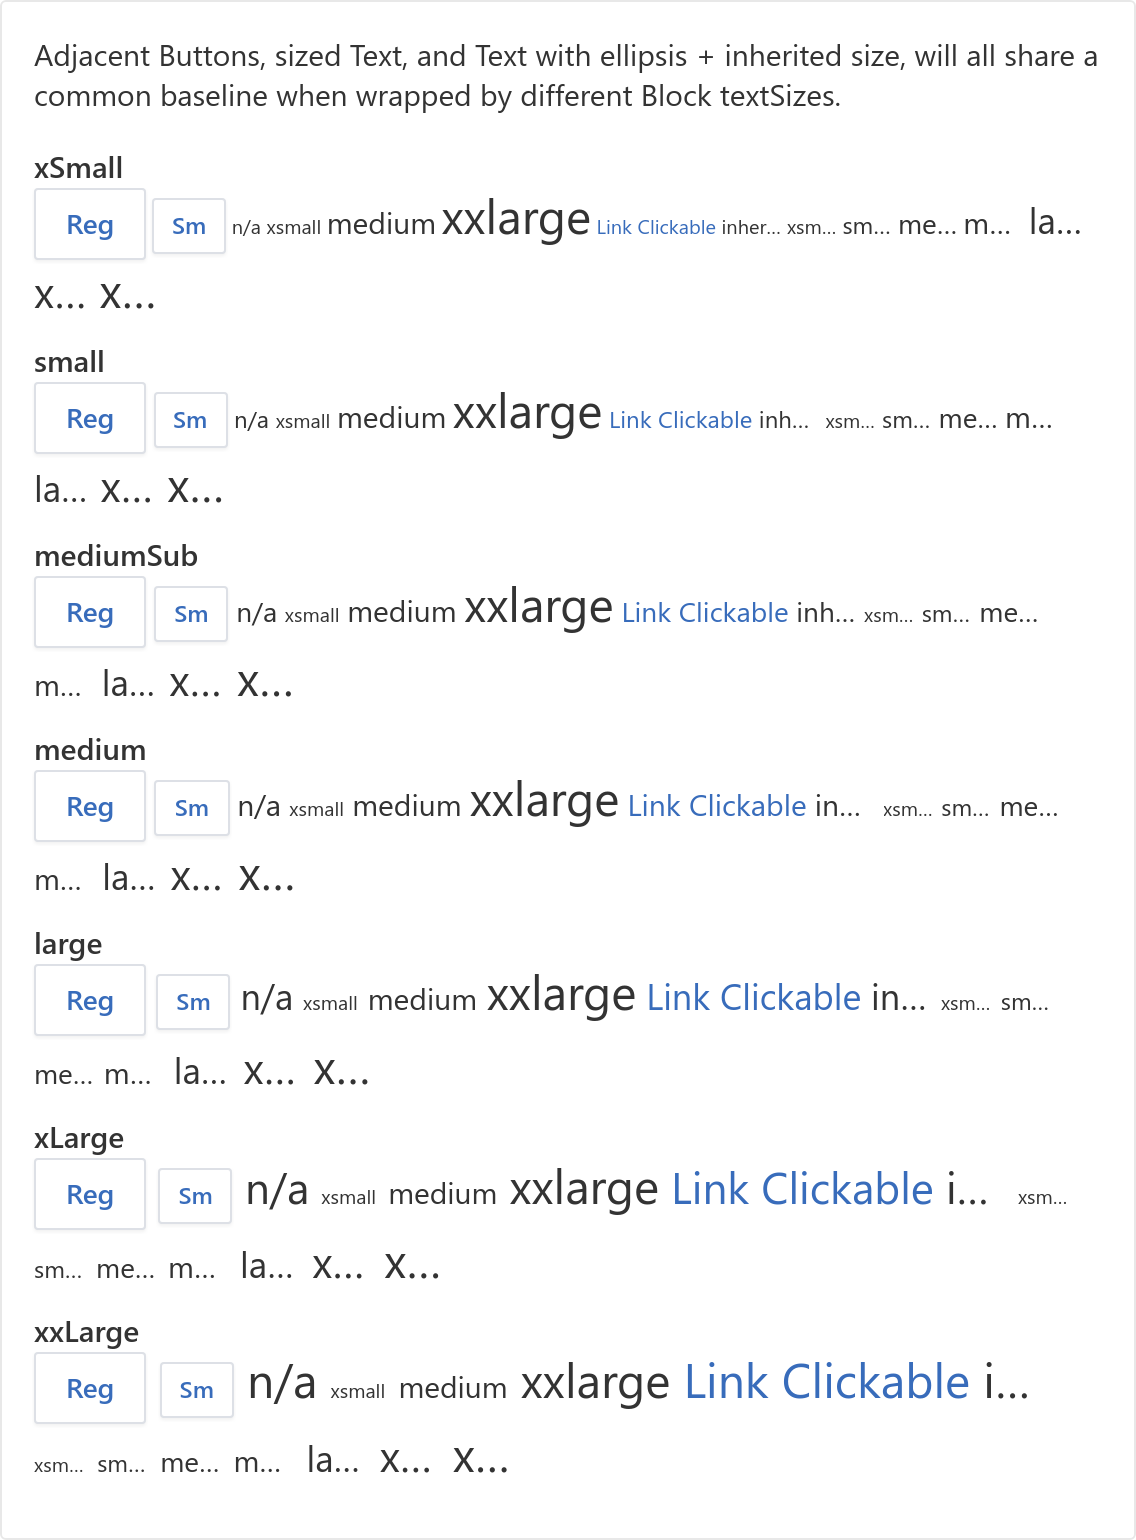 Adjacent Buttons, sized Text, and Text with ellipsis + inherited size, will all share a
common baseline when wrapped by different Block textSizes.
xSmall
Reg Sm n/a xsmall medium xxlarge Link Clickable inher... xsm... sm... me... m... la...
x... x...
small
Reg Sm n/a xsmall medium xxlarge Link Clickable inh... xsm... sm... me... m...
la... x... x...
mediumSub
Reg Sm n/a xsmall medium xxlarge Link Clickable inh... xsm... sm... me...
m... la... x... x...
medium
Reg Sm n/a xsmall medium xxlarge Link Clickable in... xsm... sm... me...
m... la... x... x...
large
Reg Sm n/a xsmall medium xxlarge Link Clickable in... xsm... sm...
me... m... la... x... x...
xLarge
Reg Sm n/a xsmall medium xxlarge Link Clickable i... xsm...
sm... me... m... la... x... x...
xxLarge
Reg Sm n/a xsmall medium xxlarge Link Clickable i...
xsm... sm... me... m... la... x... x...